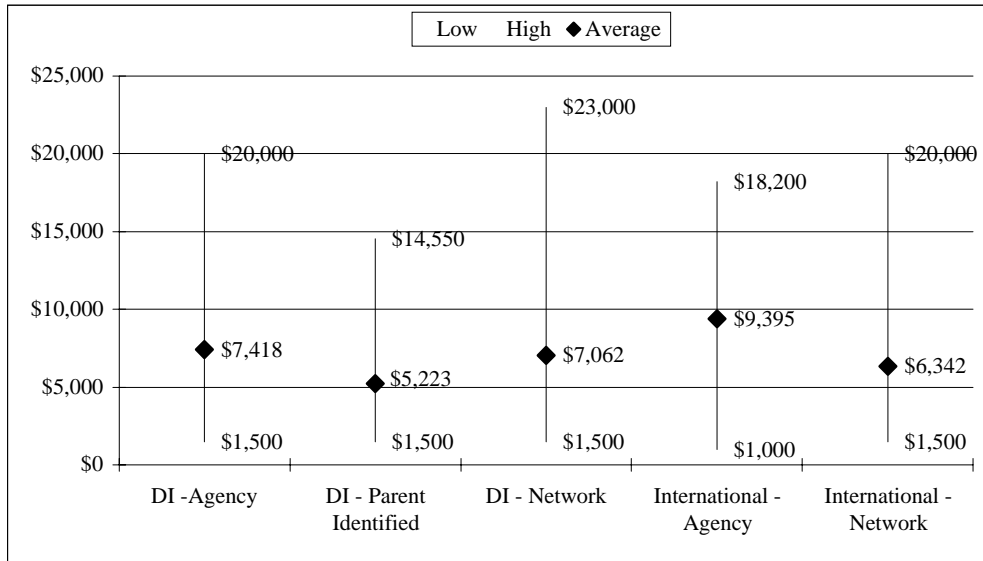 Low High Average
$25,000
$23,000
$20,000
$20,000
$20,000
$18,200
$15,000
$14,550
$10,000
$9,395
$7,418
$7,062
$6,342
$5,223
$5,000
$1,500
$1,500
$1,500
$1,000
$1,500
$0
DI -Agency
DI - Parent
Identified
DI - Network
International -
Agency
International -
Network